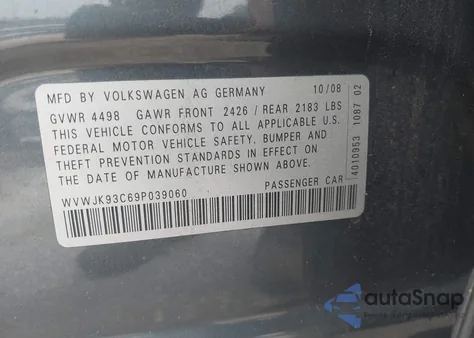 MFD BY VOLKSWAGEN AG GERMANY 10/08
GVWR 4498 GAWR FRONT 2426 / REAR 2183 LBS
THIS VEHICLE CONFORMS TO ALL APPLICABLE U.S.
FEDERAL MOTOR VEHICLE SAFETY, BUMPER AND
THEFT PREVENTION STANDARDS IN EFFECT ON
THE DATE OF MANUFACTURE SHOWN ABOVE.
WVWJK93C69P039060 PASSENGER CAR
4010953 1087 02
autoSnap